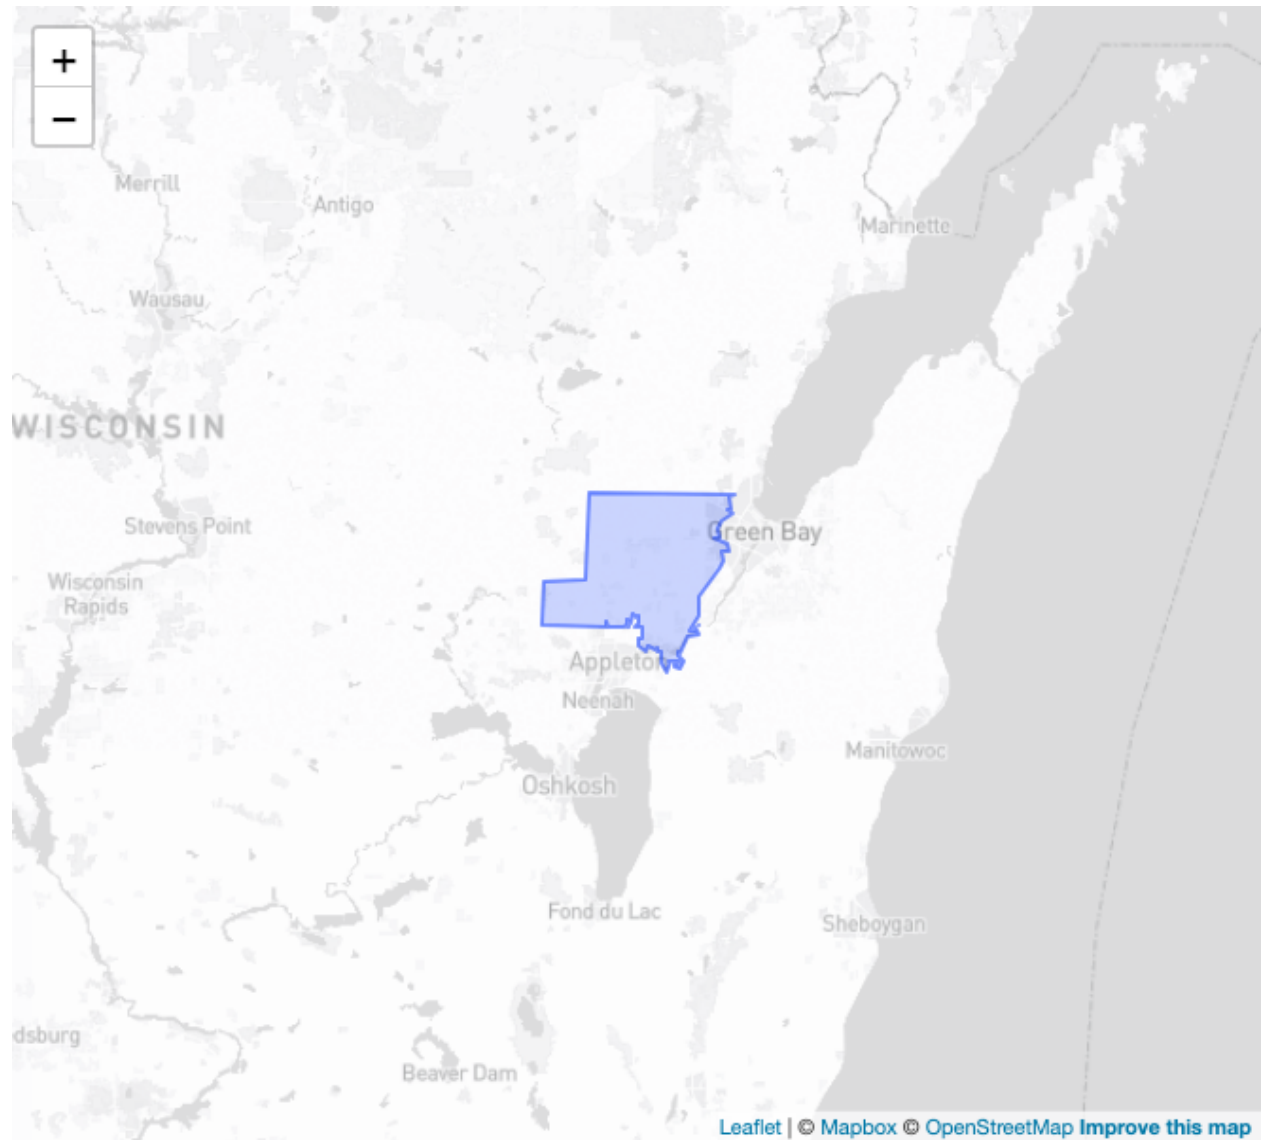 +
−
Merrill
Antigo
Marinette
Wausau
WISCONSIN
Stevens Point
Green Bay
Wisconsin
Rapids
Appleton
Neenah
Manitowoc
Oshkosh
Fond du Lac
Sheboygan
dsburg
Beaver Dam
Leaflet | © Mapbox © OpenStreetMap Improve this map